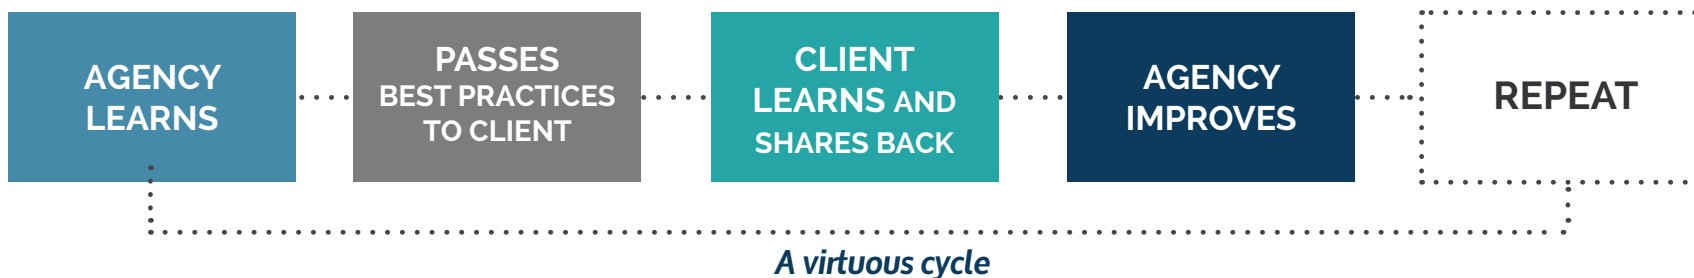 AGENCY
LEARNS
PASSES
BEST PRACTICES
TO CLIENT
CLIENT
LEARNS AND
SHARES BACK
AGENCY
IMPROVES
REPEAT
A virtuous cycle